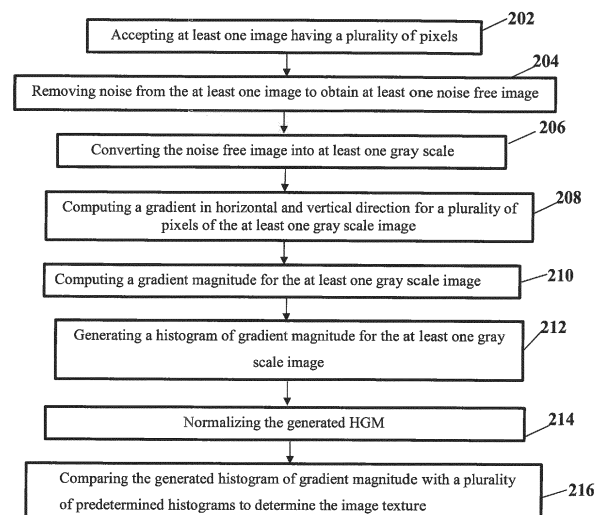 202
Accepting at least one image having a plurality of pixels
204
Removing noise from the at least one image to obtain at least one noise free image
206
Converting the noise free image into at least one gray scale
208
Computing a gradient in horizontal and vertical direction for a plurality of
pixels of the at least one gray scale image
210
Computing a gradient magnitude for the at least one gray scale image
212
Generating a histogram of gradient magnitude for the at least one gray
scale image
Normalizing the generated HGM
214
Comparing the generated histogram of gradient magnitude with a plurality
216
of predetermined histograms to determine the image texture